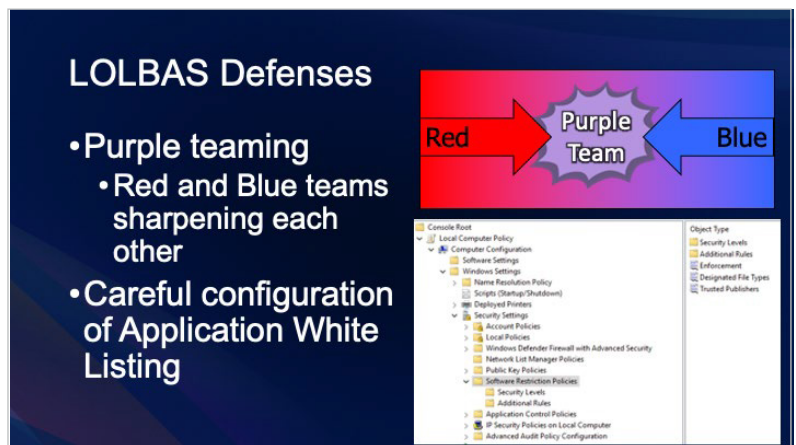 LOLBAS Defenses
•Purple teaming
•Red and Blue teams
sharpening each
other
•Careful configuration
of Application White
Listing
Red
Purple
Team
Blue
Console Root
Local Computer Policy
Computer Configuration
Software Settings
Windows Settings
Name Resolution Policy
Scripts (Startup/Shutdown)
Deployed Printers
Security Settings
Account Policies
Local Policies
Windows Defender Firewall with Advanced Security
Network List Manager Policies
Public Key Policies
Software Restriction Policies
Security Levels
Additional Rules
Application Control Policies
IP Security Policies on Local Computer
Advanced Audit Policy Configuration
Object Type
Security Levels
Additional Rules
Enforcement
Designated File Types
Trusted Publishers